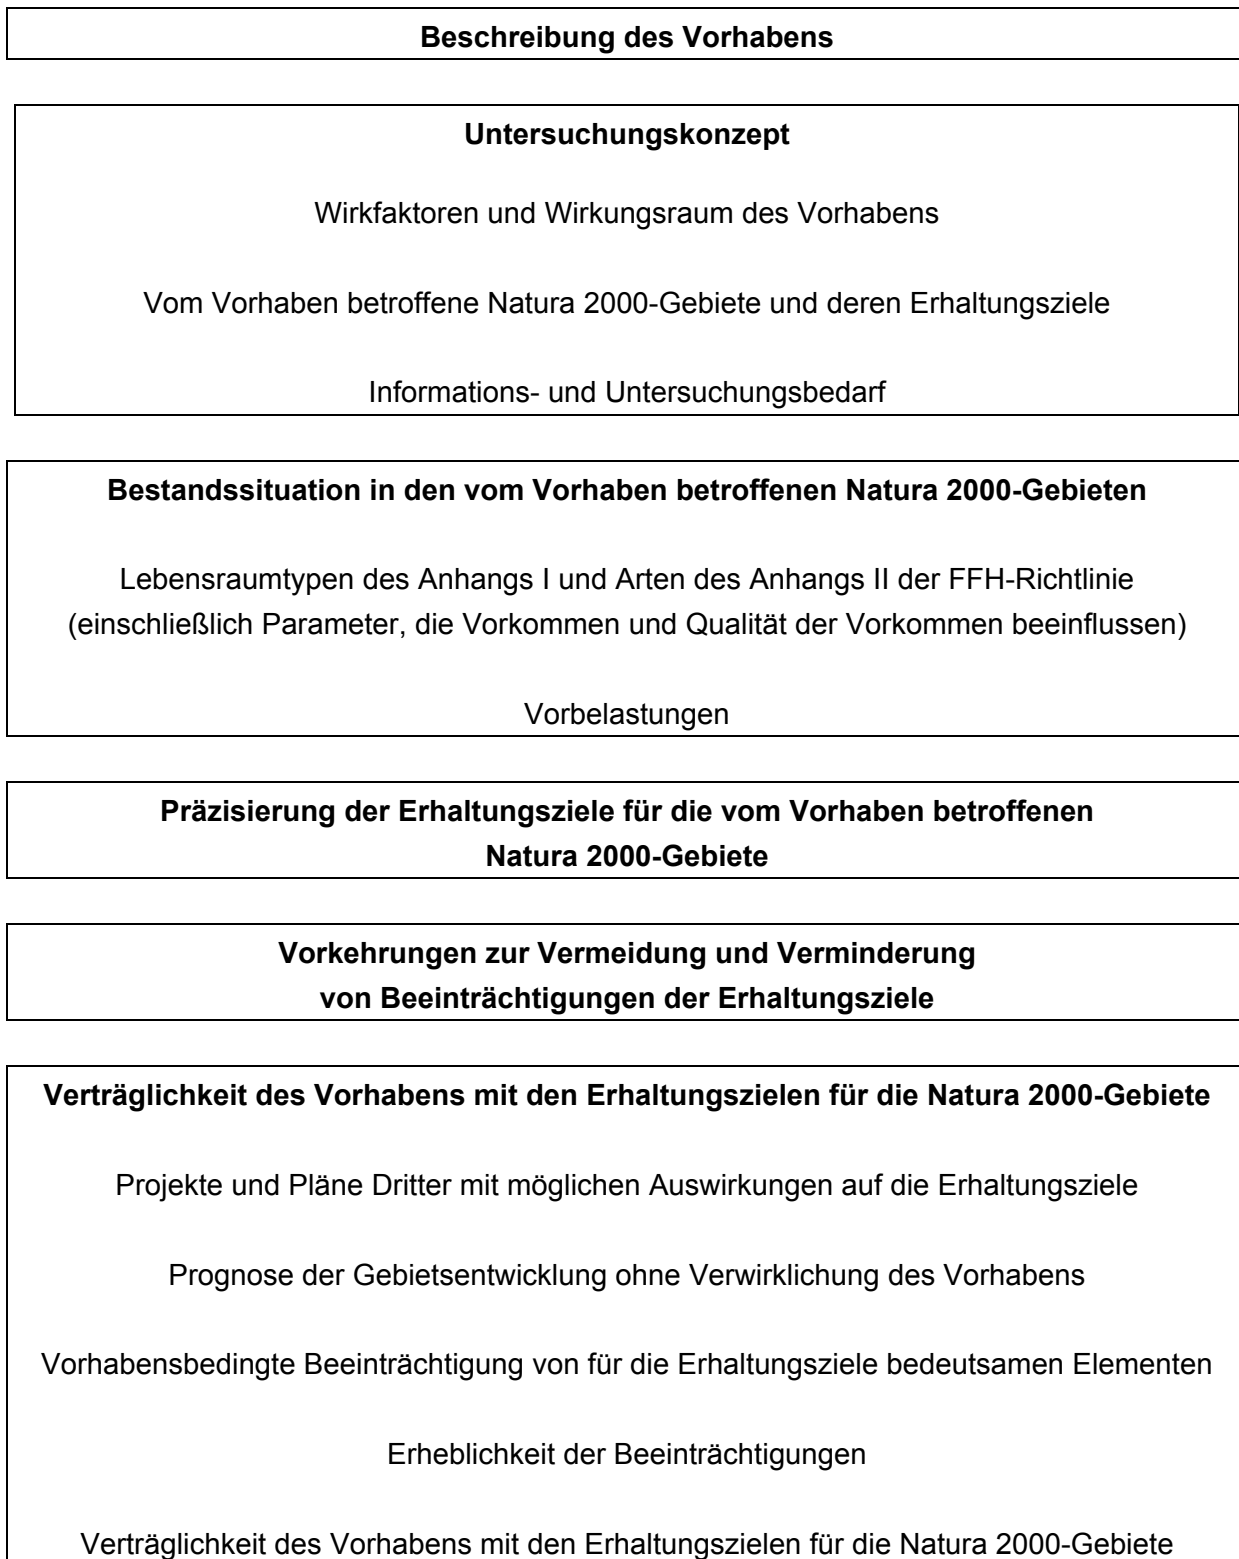 Beschreibung des Vorhabens
Untersuchungskonzept
Wirkfaktoren und Wirkungsraum des Vorhabens
Vom Vorhaben betroffene Natura 2000-Gebiete und deren Erhaltungsziele
Informations- und Untersuchungsbedarf
Bestandssituation in den vom Vorhaben betroffenen Natura 2000-Gebieten
Lebensraumtypen des Anhangs I und Arten des Anhangs II der FFH-Richtlinie
(einschließlich Parameter, die Vorkommen und Qualität der Vorkommen beeinflussen)
Vorbelastungen
Präzisierung der Erhaltungsziele für die vom Vorhaben betroffenen
Natura 2000-Gebiete
Vorkehrungen zur Vermeidung und Verminderung
von Beeinträchtigungen der Erhaltungsziele
Verträglichkeit des Vorhabens mit den Erhaltungszielen für die Natura 2000-Gebiete
Projekte und Pläne Dritter mit möglichen Auswirkungen auf die Erhaltungsziele
Prognose der Gebietsentwicklung ohne Verwirklichung des Vorhabens
Vorhabensbedingte Beeinträchtigung von für die Erhaltungsziele bedeutsamen Elementen
Erheblichkeit der Beeinträchtigungen
Verträglichkeit des Vorhabens mit den Erhaltungszielen für die Natura 2000-Gebiete